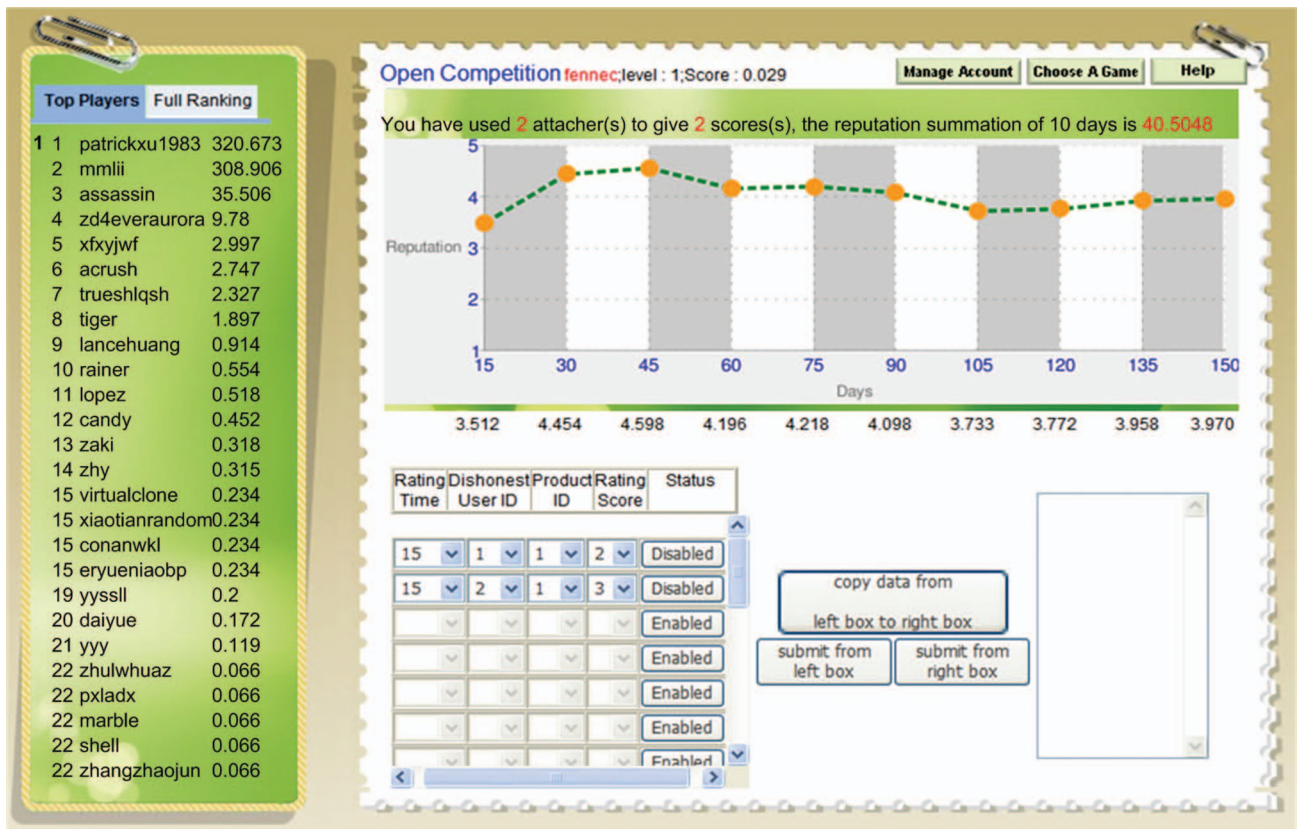 Top Players Full Ranking
1 1 patrickxu1983 320.673
2 mmlii 308.906
3 assassin 35.506
4 zd4everaurora 9.78
5 xfxyjwf 2.997
6 acrush 2.747
7 trueshlqsh 2.327
8 tiger 1.897
9 lancehuang 0.914
10 rainer 0.554
11 lopez 0.518
12 candy 0.452
13 zaki 0.318
14 zhy 0.315
15 virtualclone 0.234
15 xiaotianrandom 0.234
15 conanwkl 0.234
15 eryueniaobp 0.234
19 yyssll 0.2
20 daiyue 0.172
21 yyy 0.119
22 zhulwhuaz 0.066
22 pxladx 0.066
22 marble 0.066
22 shell 0.066
22 zhangzhaojun 0.066
Open Competition fennec;level : 1;Score : 0.029
Manage Account Choose A Game Help
You have used 2 attacher(s) to give 2 scores(s), the reputation summation of 10 days is 40.5048
5
4
Reputation 3
2
1
15 30 45 60 75 90 105 120 135 150
Days
3.512 4.454 4.598 4.196 4.218 4.098 3.733 3.772 3.958 3.970
Rating Dishonest Product Rating Status
Time User ID ID Score
15 1 1 2 Disabled
15 2 1 3 Disabled
Enabled
Enabled
Enabled
Enabled
Enabled
copy data from
left box to right box
submit from submit from
left box right box